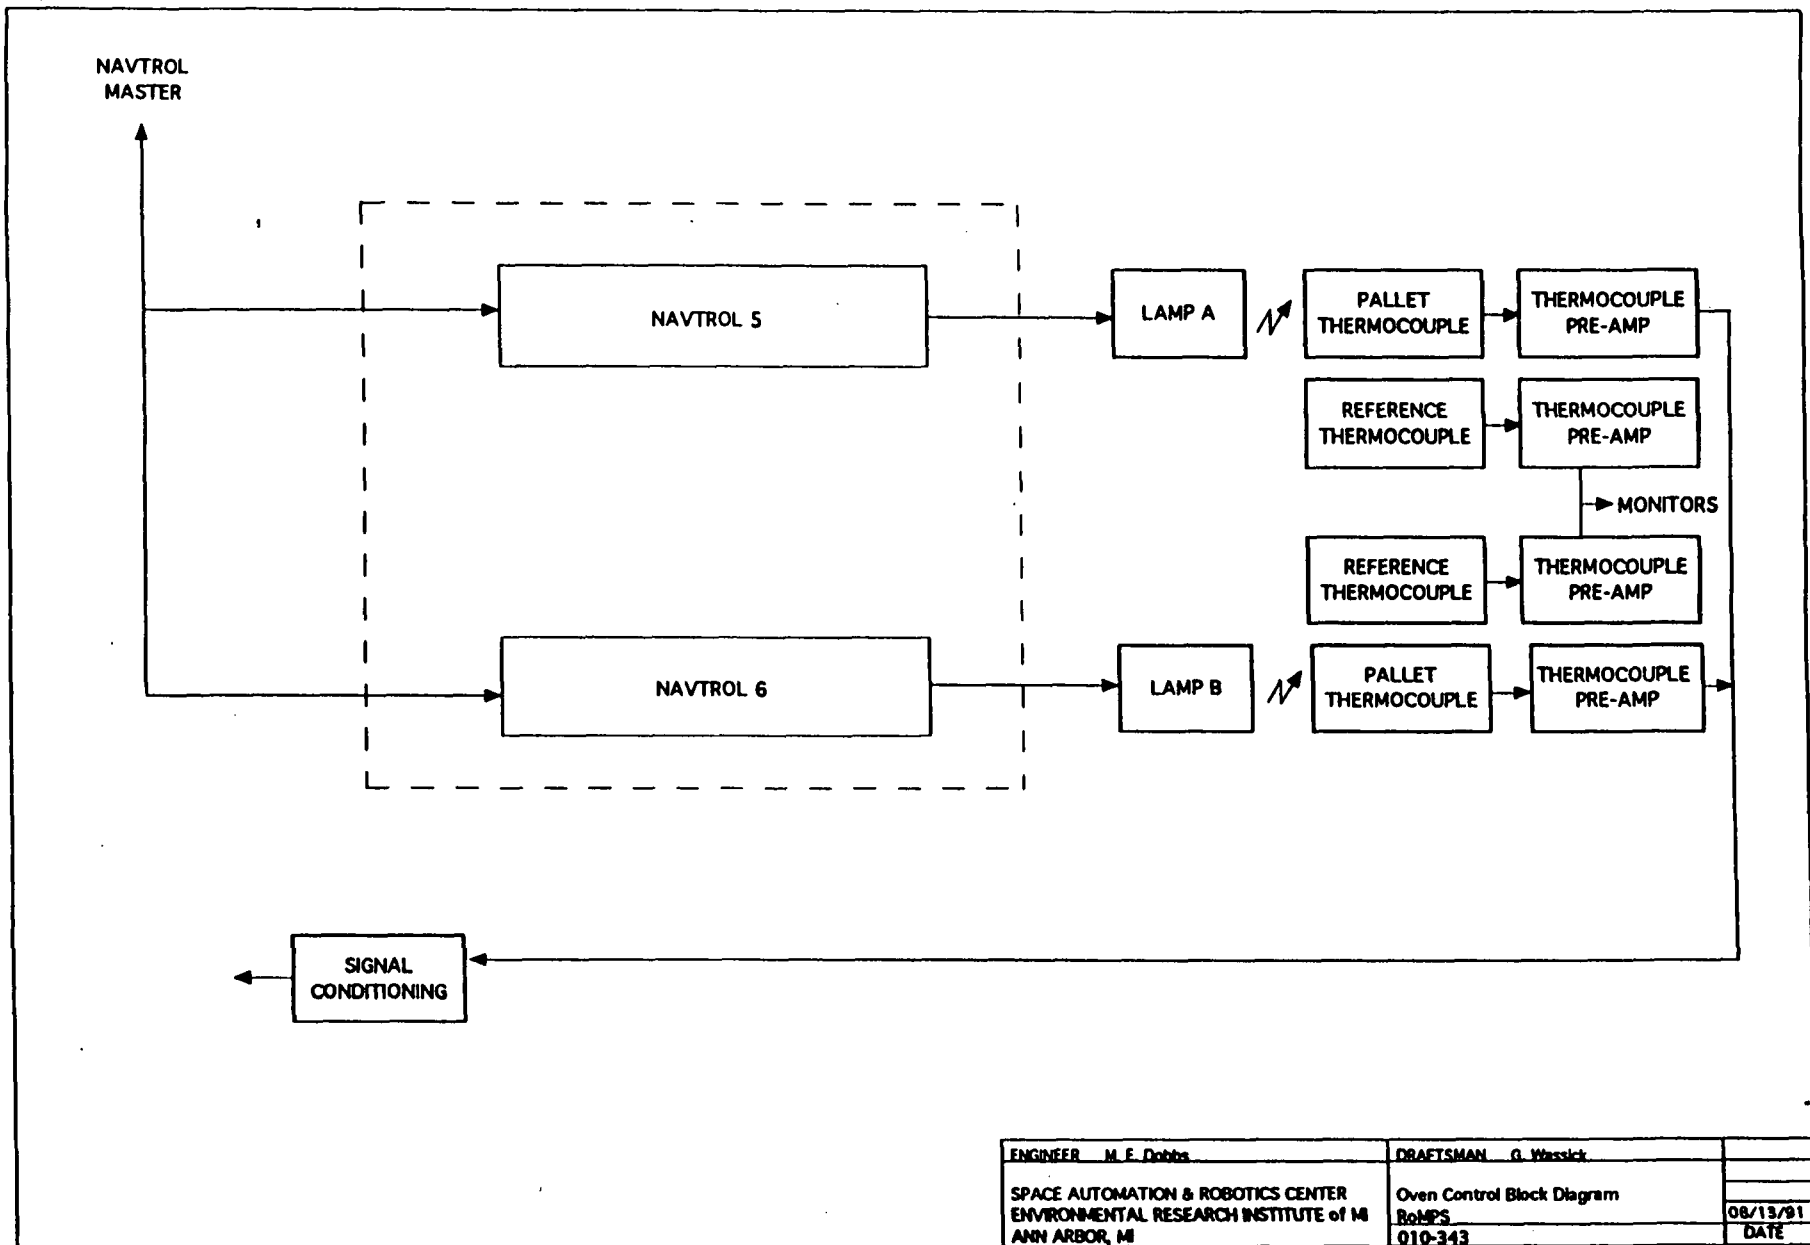 NAVTROL
MASTER
NAVTROL 5
LAMP A
PALLET
THERMOCOUPLE
THERMOCOUPLE
PRE-AMP
REFERENCE
THERMOCOUPLE
THERMOCOUPLE
PRE-AMP
MONITORS
REFERENCE
THERMOCOUPLE
THERMOCOUPLE
PRE-AMP
NAVTROL 6
LAMP B
PALLET
THERMOCOUPLE
THERMOCOUPLE
PRE-AMP
SIGNAL
CONDITIONING
ENGINEER M. E. Dobbs
DRAFTSMAN G. Wassick
SPACE AUTOMATION & ROBOTICS CENTER
ENVIRONMENTAL RESEARCH INSTITUTE of MI
ANN ARBOR, MI
Oven Control Block Diagram
RoMPS
010-343
08/13/91
DATE